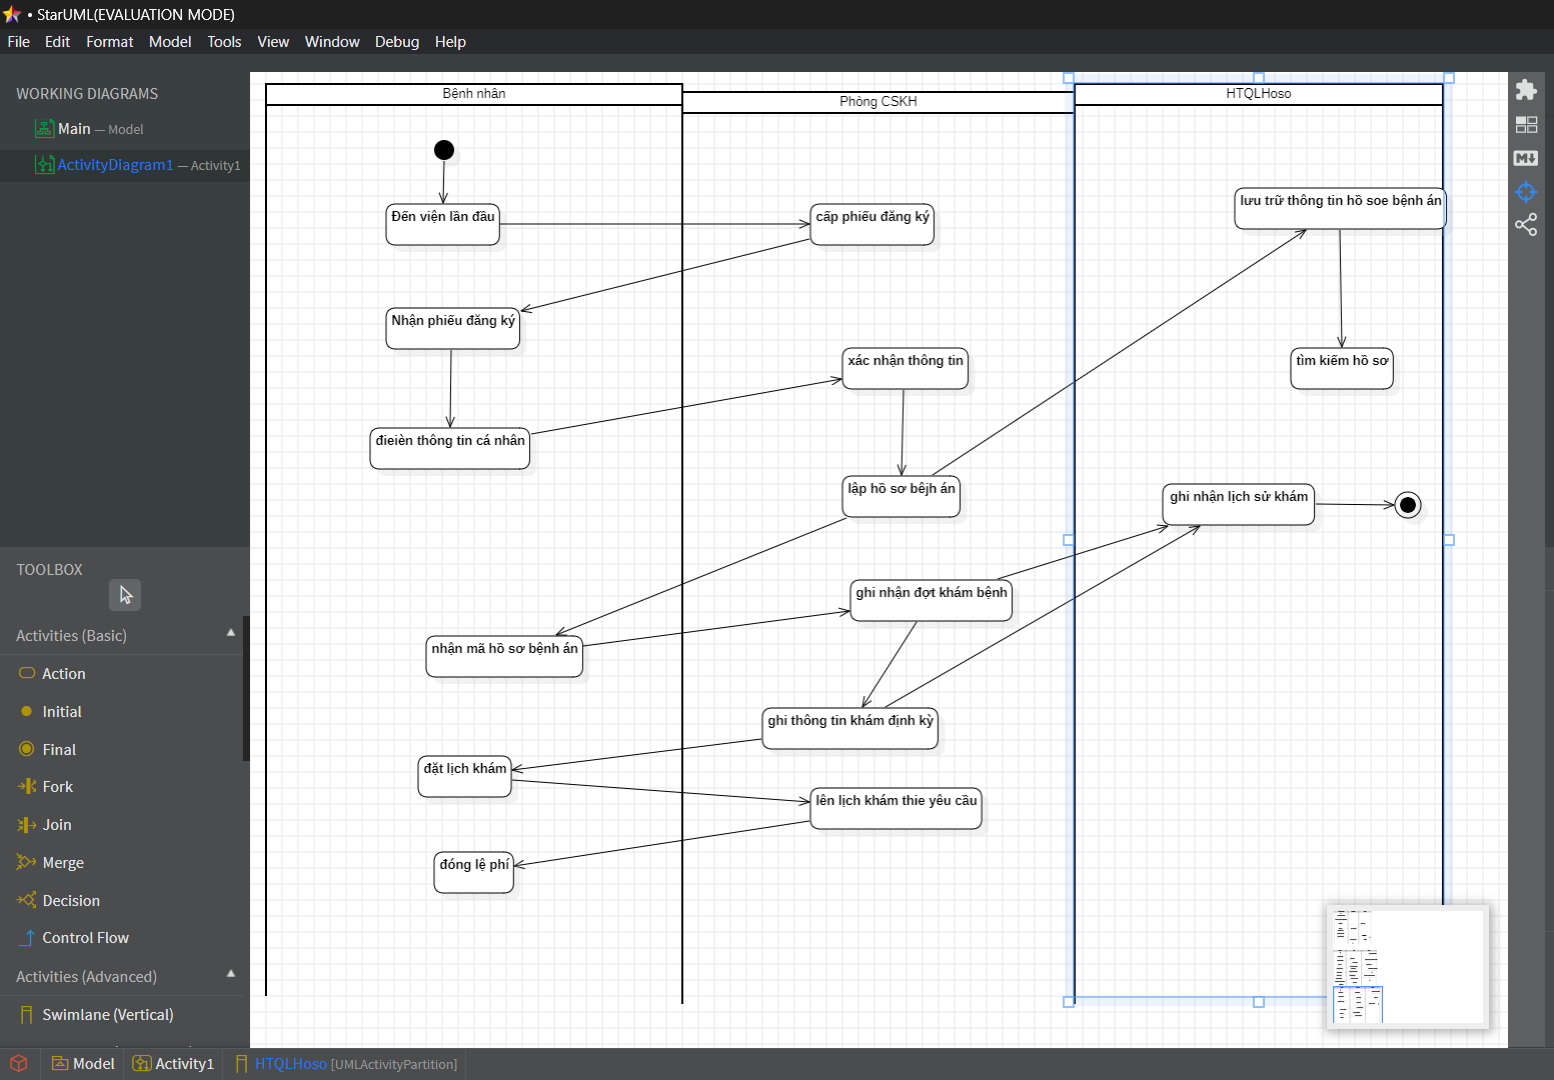 • StarUML(EVALUATION MODE)
File Edit Format Model Tools View Window Debug Help
WORKING DIAGRAMS
Main — Model
ActivityDiagram1 — Activity1
TOOLBOX
Activities (Basic)
Action
Initial
Final
Fork
Join
Merge
Decision
Control Flow
Activities (Advanced)
Swimlane (Vertical)
Bệnh nhân
Phòng CSKH
HTQLHoso
Đến viện lần đầu
cấp phiếu đăng ký
lưu trữ thông tin hồ soe bệnh án
Nhận phiếu đăng ký
xác nhận thông tin
tìm kiếm hồ sơ
đieièn thông tin cá nhân
lập hồ sơ bêjh án
ghi nhận lịch sử khám
ghi nhận đợt khám bệnh
nhận mã hồ sơ bệnh án
ghi thông tin khám định kỳ
đặt lịch khám
lên lịch khám thie yêu cầu
đóng lệ phí
M
Model Activity1 HTQLHoso [UMLActivityPartition]